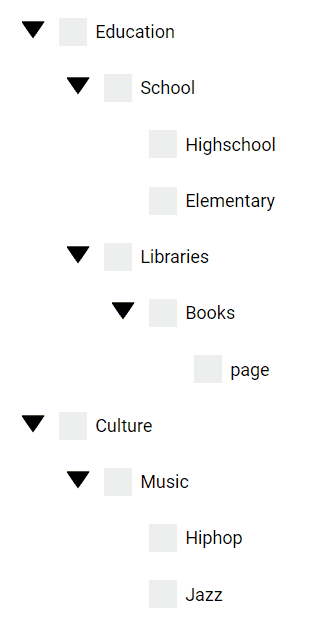 Education
School
Highschool
Elementary
Libraries
Books
page
Culture
Music
Hiphop
Jazz